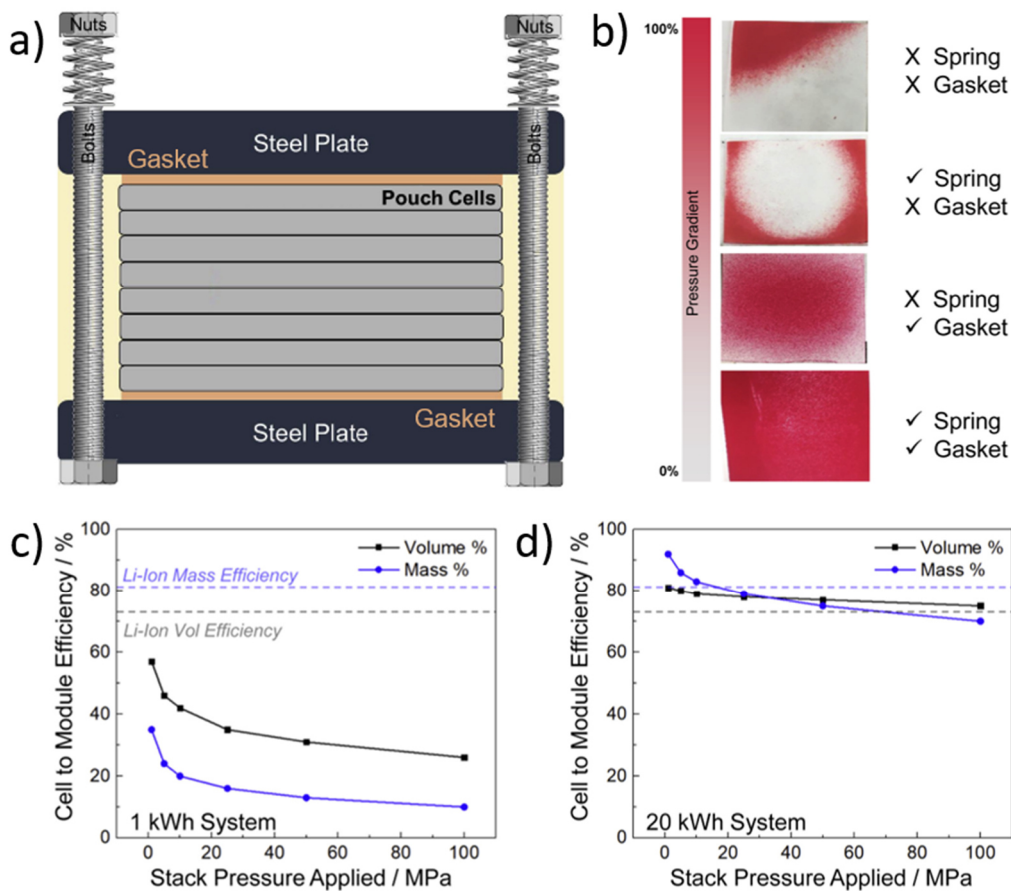 a)
Nuts
Nuts
Bolts
Bolts
Steel Plate
Gasket
Pouch Cells
Gasket
Steel Plate
b)
100%
Pressure Gradient
0%
X Spring
X Gasket
✓ Spring
X Gasket
X Spring
✓ Gasket
✓ Spring
✓ Gasket
c)
Cell to Module Efficiency / %
100
80
60
40
20
0
Volume %
Mass %
Li-Ion Mass Efficiency
Li-Ion Vol Efficiency
1 kWh System
0 20 40 60 80 100
Stack Pressure Applied / MPa
d)
Cell to Module Efficiency / %
100
80
60
40
20
0
Volume %
Mass %
20 kWh System
0 20 40 60 80 100
Stack Pressure Applied / MPa